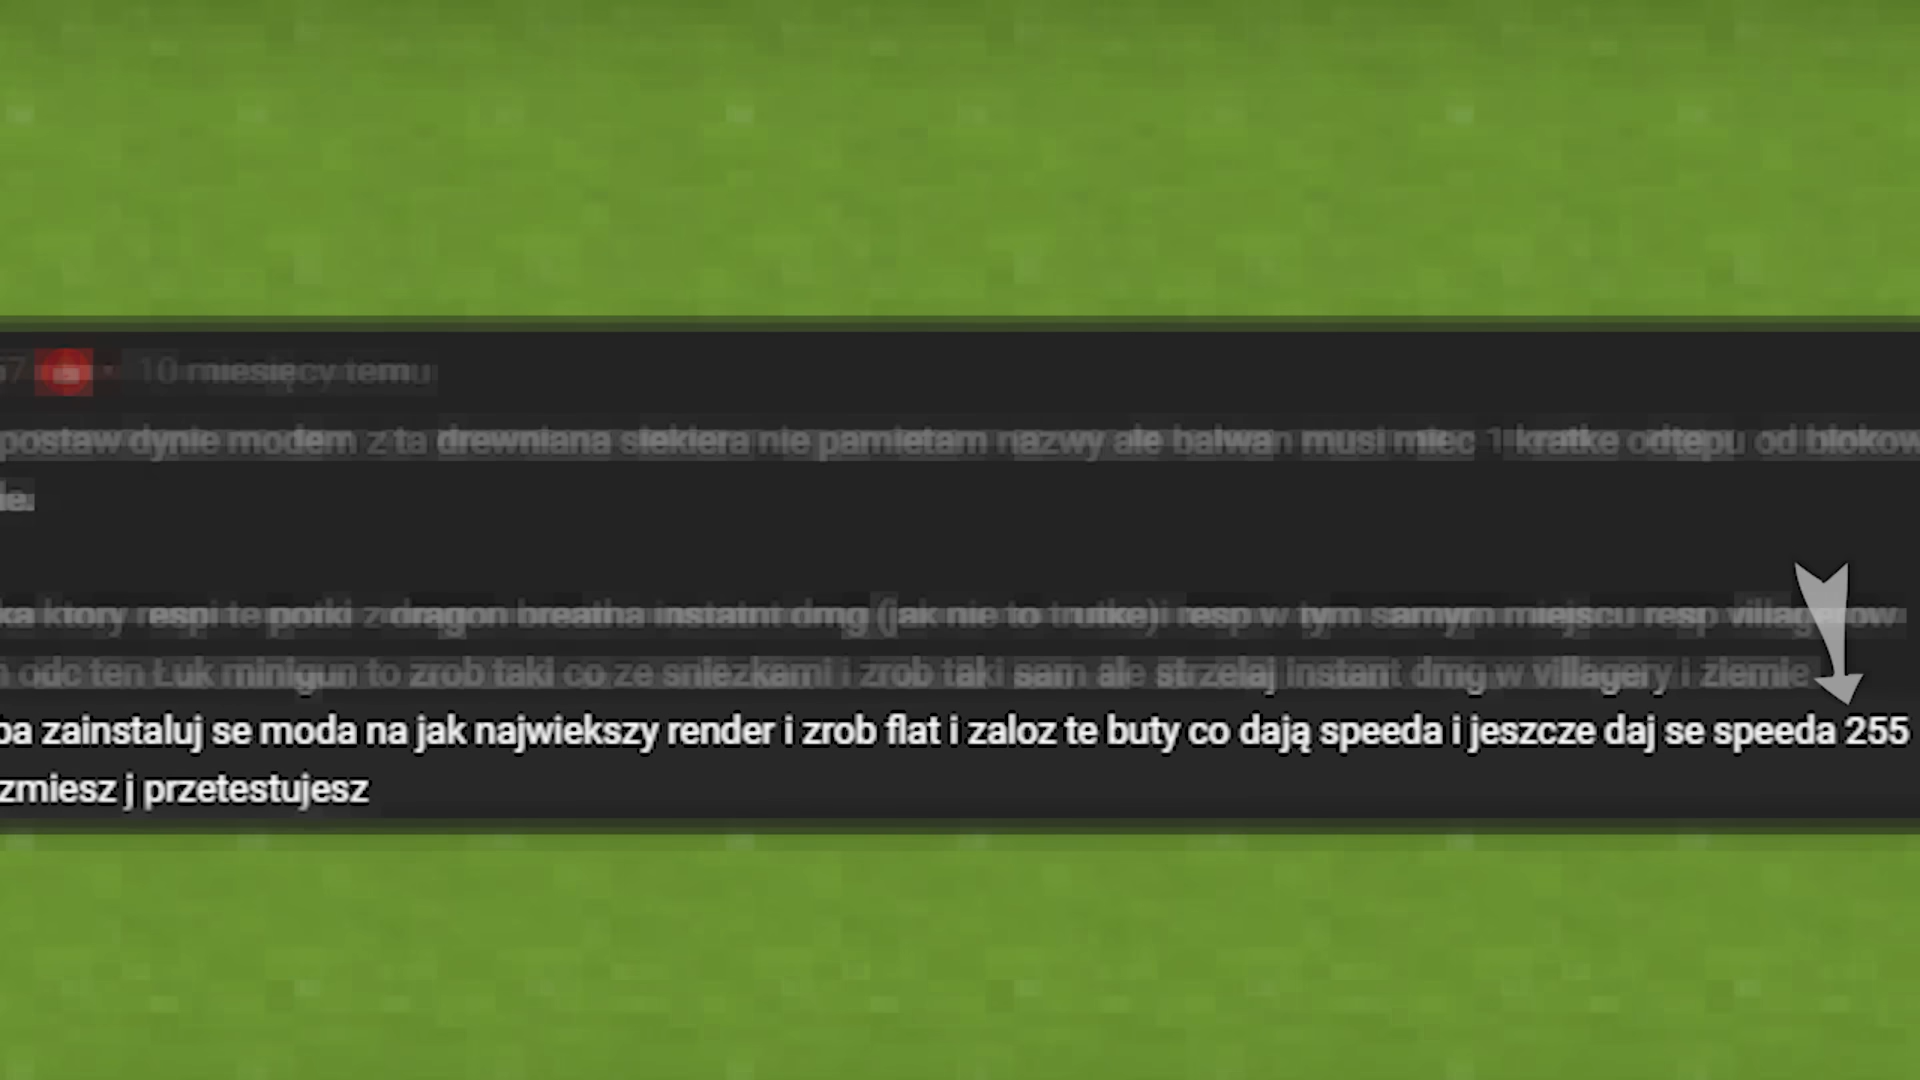 10 miesięcy temu
postaw dynie modem z ta drewniana siekiera nie pamietam nazwy ale balwan musi miec 1 kratke odtępu od blokow
ie.
ka ktory respi te potki z dragon breatha instatnt dmg (jak nie to trutke)i resp w tym samym miejscu resp villagerow
odc ten Łuk minigun to zrob taki co ze sniezkami i zrob taki sam ale strzelaj instant dmg w villagery i ziemie
ba zainstaluj se moda na jak najwiekszy render i zrob flat i zaloz te buty co dają speeda i jeszcze daj se speeda 255
zmiesz j przetestujesz